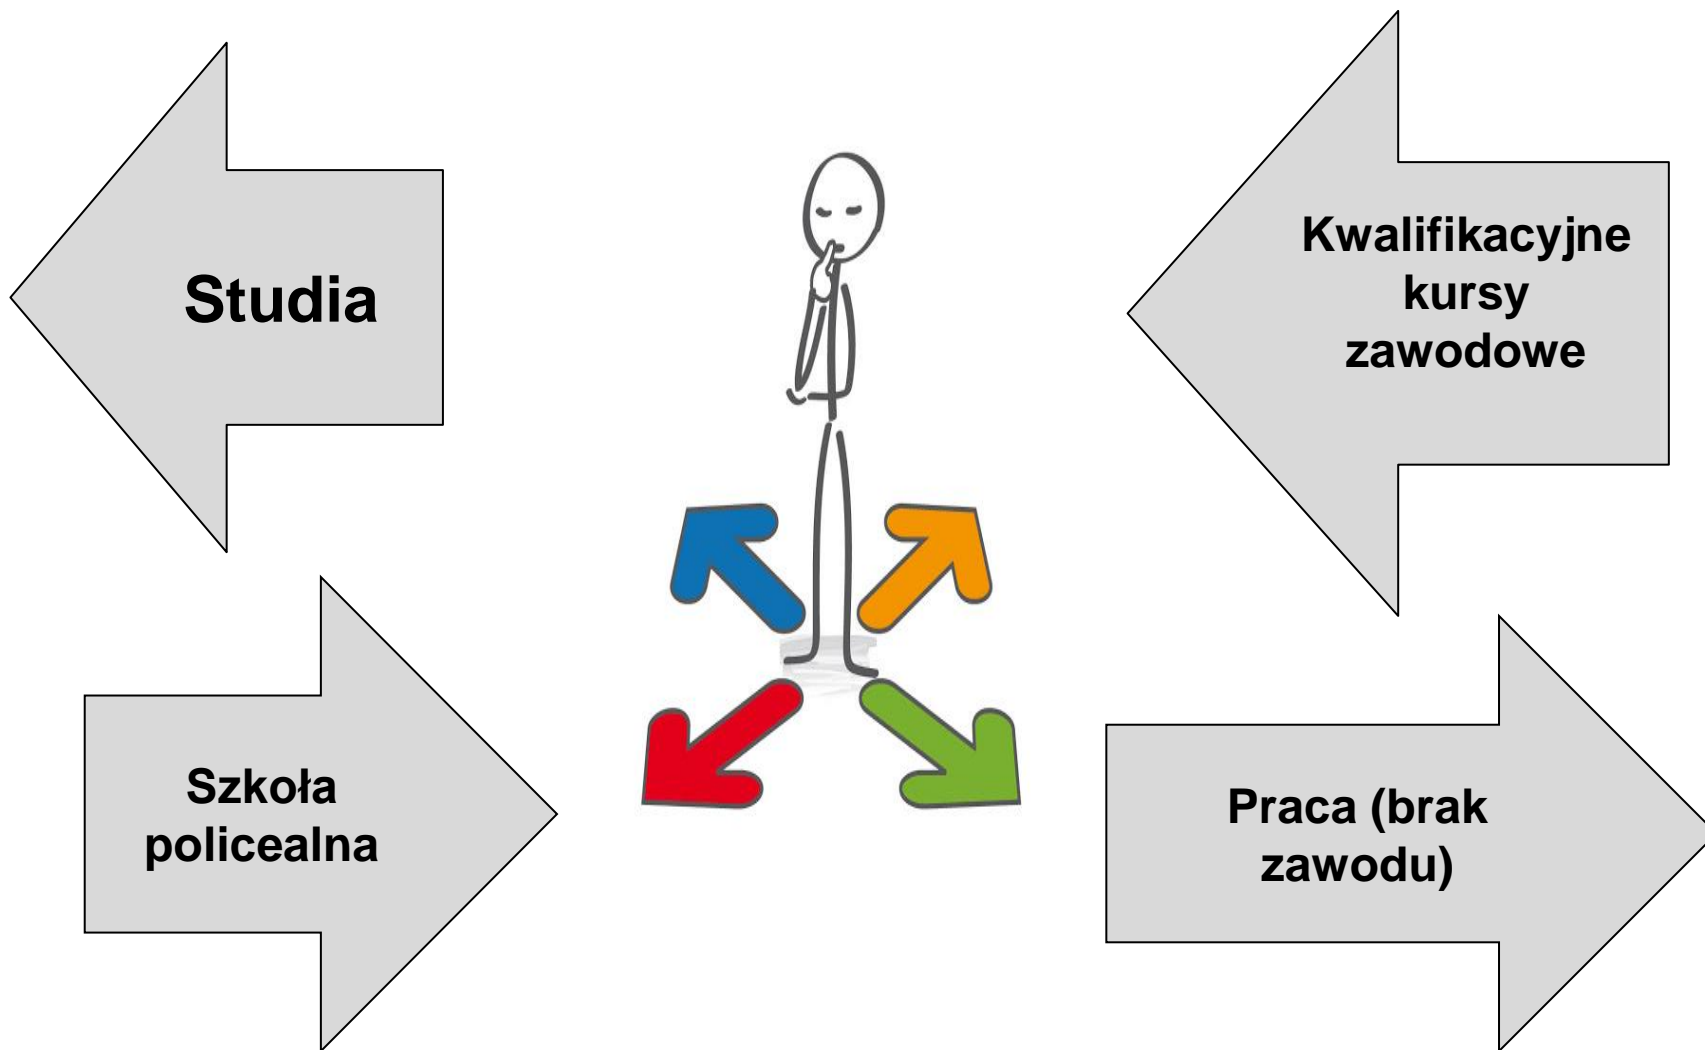 Studia
Kwalifikacyjne
kursy
zawodowe
Szkoła
policealna
Praca (brak
zawodu)